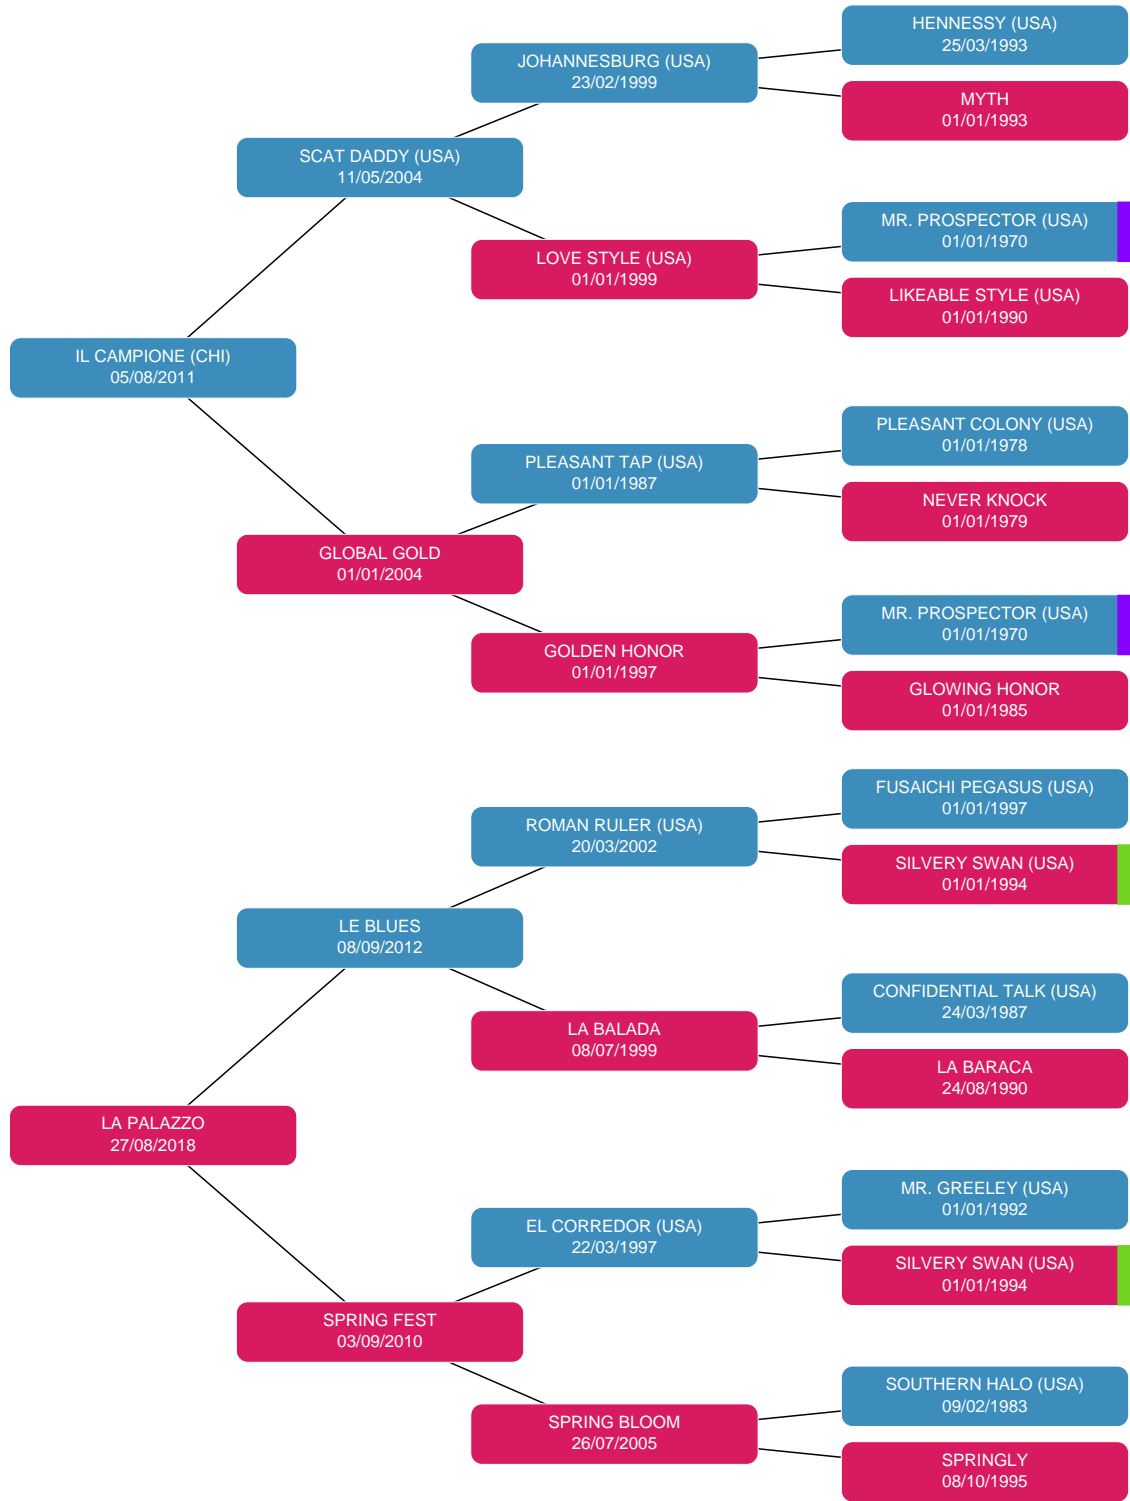 HENNESSY (USA)
25/03/1993
JOHANNESBURG (USA)
23/02/1999
MYTH
01/01/1993
SCAT DADDY (USA)
11/05/2004
MR. PROSPECTOR (USA)
01/01/1970
LOVE STYLE (USA)
01/01/1999
LIKEABLE STYLE (USA)
01/01/1990
IL CAMPIONE (CHI)
05/08/2011
PLEASANT COLONY (USA)
01/01/1978
PLEASANT TAP (USA)
01/01/1987
NEVER KNOCK
01/01/1979
GLOBAL GOLD
01/01/2004
MR. PROSPECTOR (USA)
01/01/1970
GOLDEN HONOR
01/01/1997
GLOWING HONOR
01/01/1985
FUSAICHI PEGASUS (USA)
01/01/1997
ROMAN RULER (USA)
20/03/2002
SILVERY SWAN (USA)
01/01/1994
LE BLUES
08/09/2012
CONFIDENTIAL TALK (USA)
24/03/1987
LA BALADA
08/07/1999
LA BARACA
24/08/1990
LA PALAZZO
27/08/2018
MR. GREELEY (USA)
01/01/1992
EL CORREDOR (USA)
22/03/1997
SILVERY SWAN (USA)
01/01/1994
SPRING FEST
03/09/2010
SOUTHERN HALO (USA)
09/02/1983
SPRING BLOOM
26/07/2005
SPRINGLY
08/10/1995